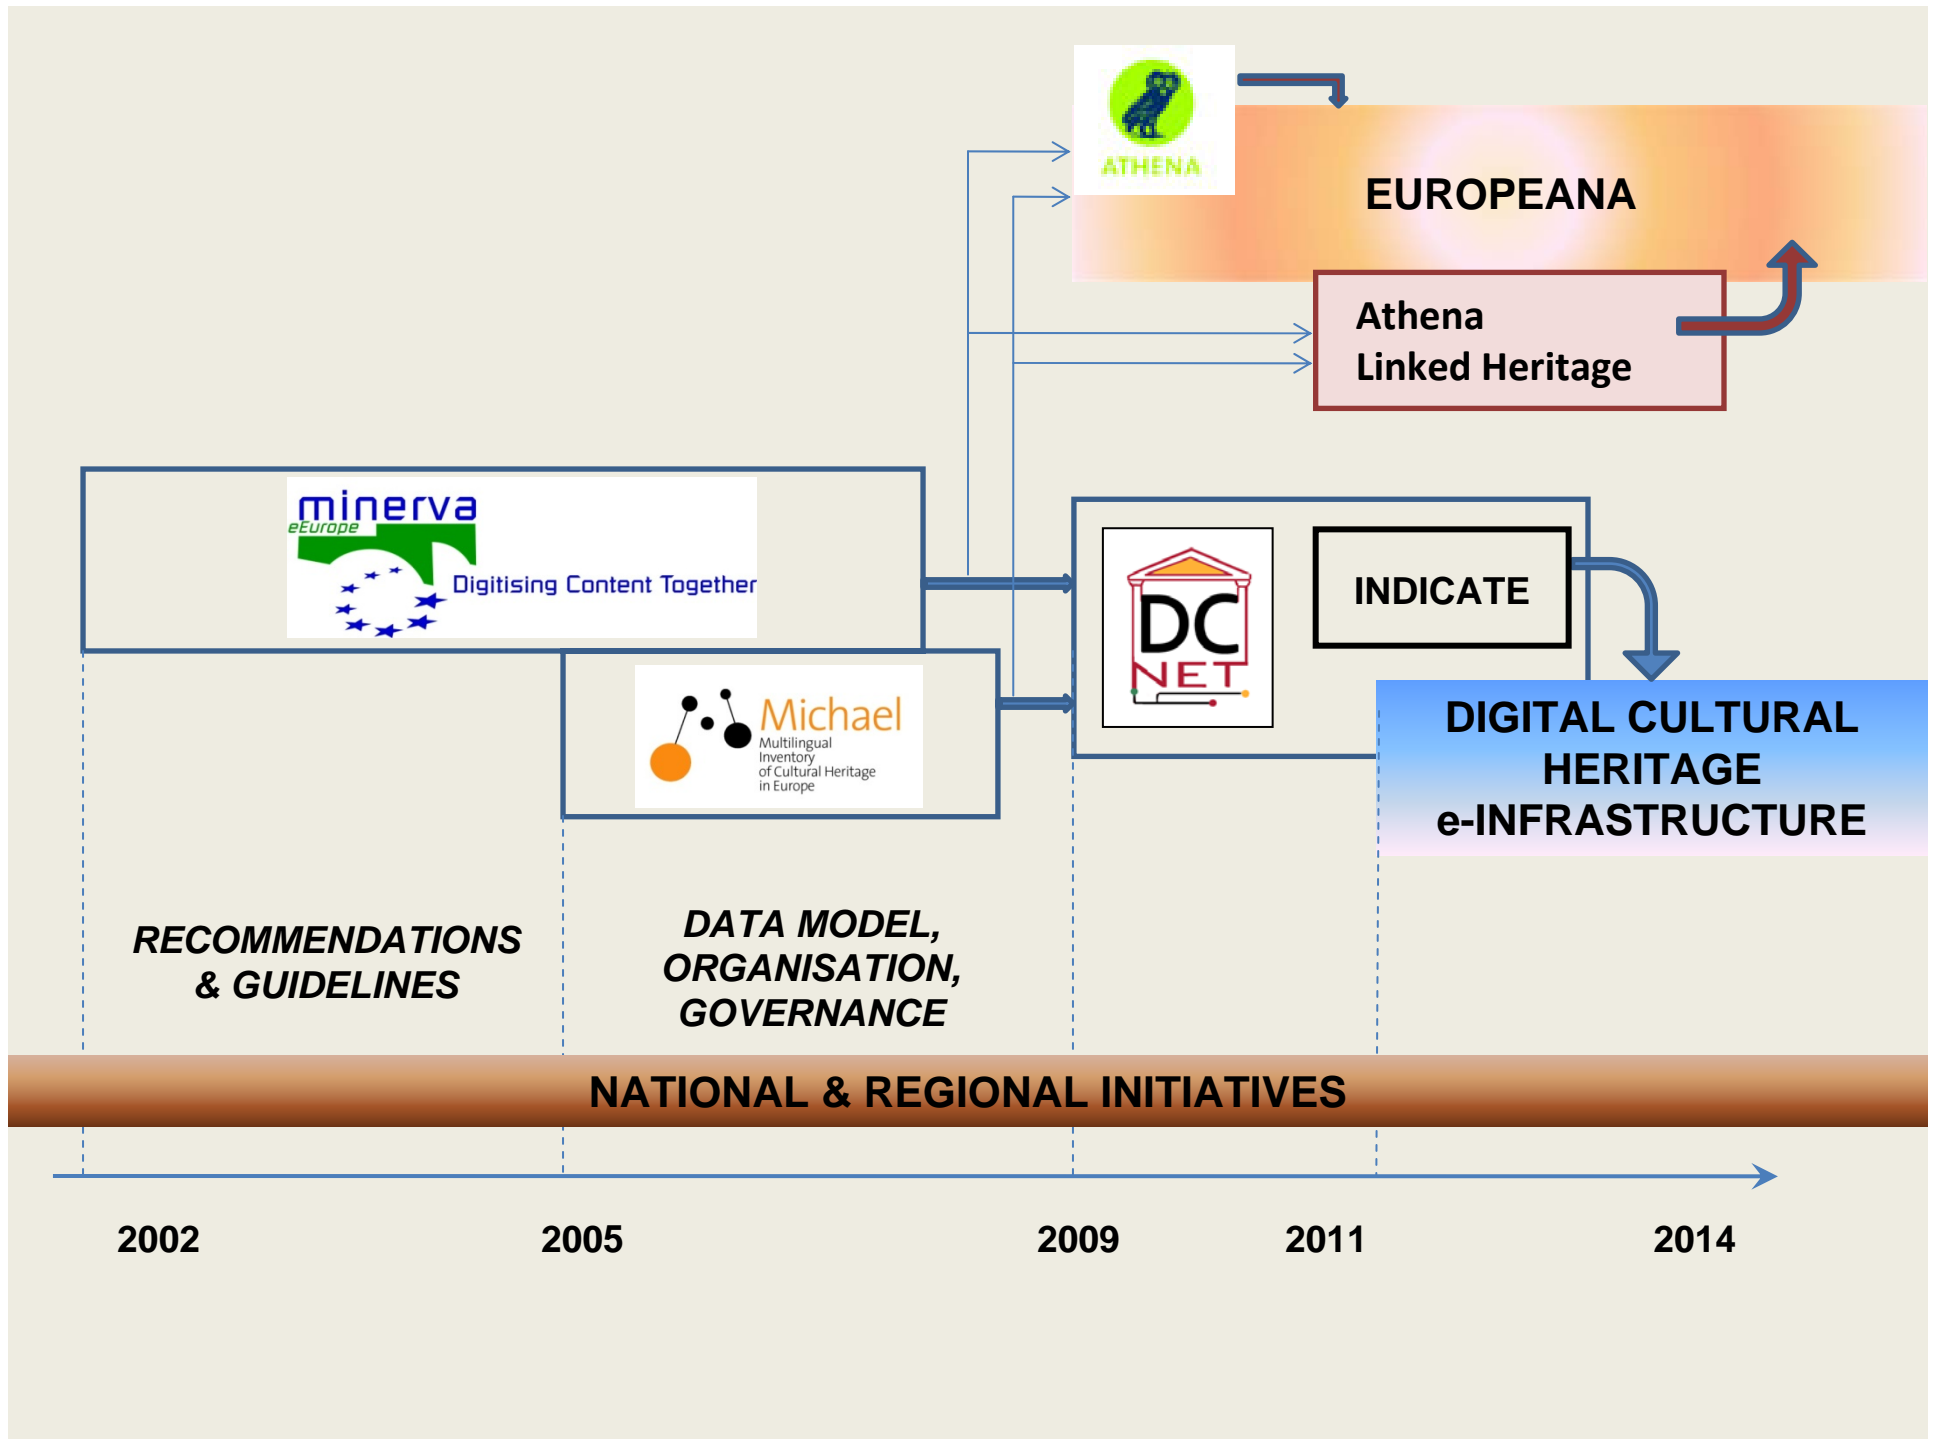 ATHENA
EUROPEANA
Athena
Linked Heritage
minerva
eEurope
Digitising Content Together
DC
NET
INDICATE
Michael
Multilingual
Inventory
of Cultural Heritage
in Europe
DIGITAL CULTURAL
HERITAGE
e-INFRASTRUCTURE
RECOMMENDATIONS
& GUIDELINES
DATA MODEL,
ORGANISATION,
GOVERNANCE
NATIONAL & REGIONAL INITIATIVES
2002 2005 2009 2011 2014